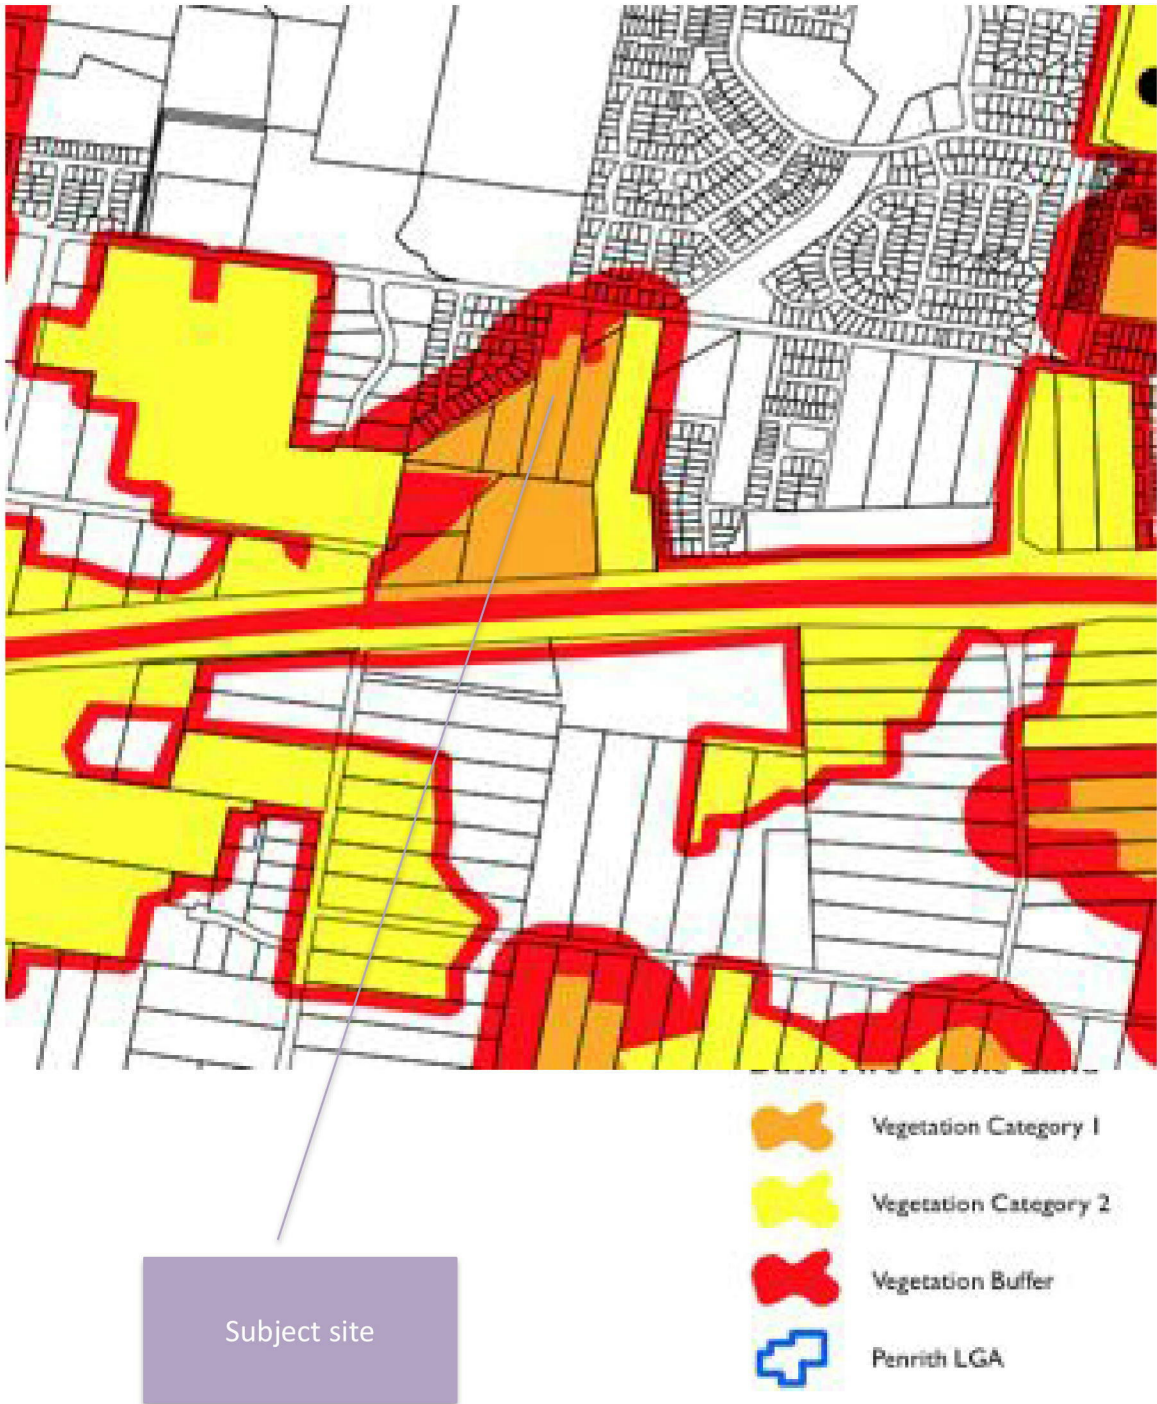 Vegetation Category 1
Vegetation Category 2
Vegetation Buffer
Penrith LGA
Subject site